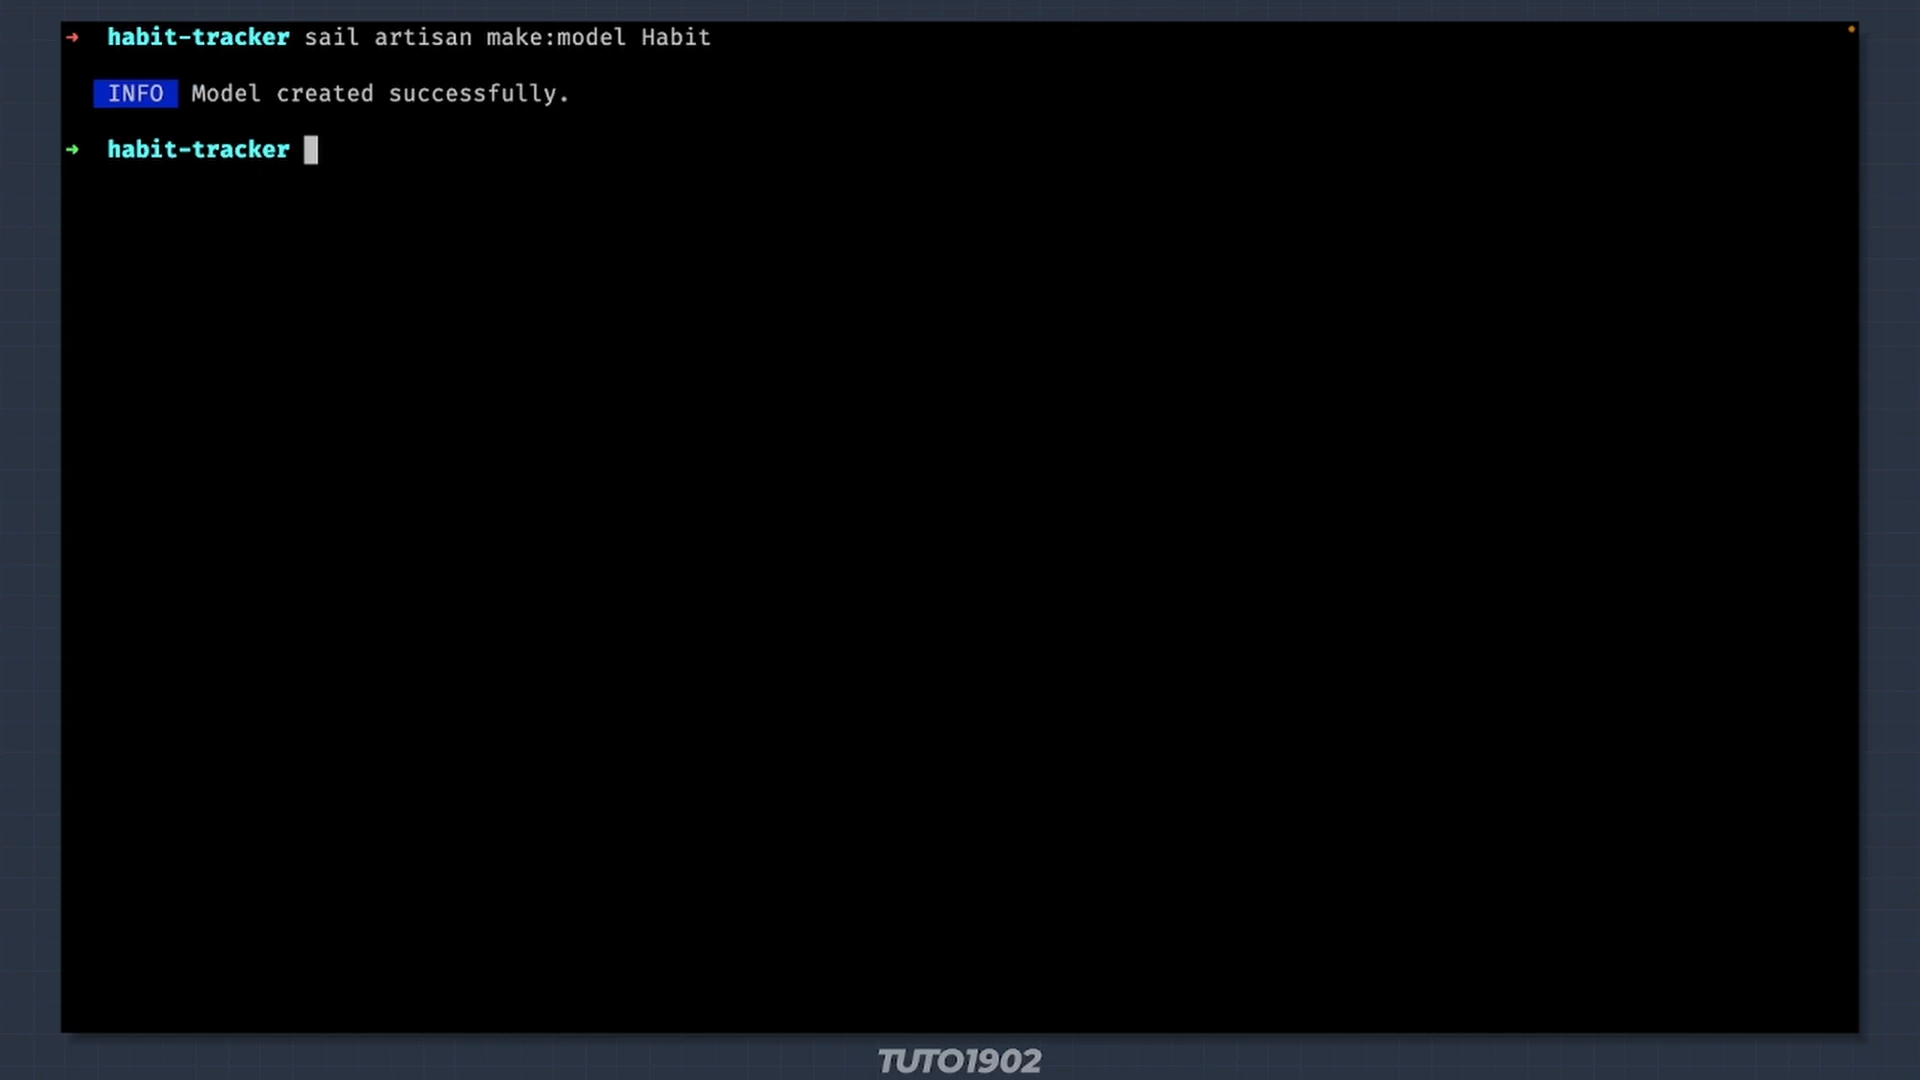 ➜ habit-tracker sail artisan make:model Habit
INFO Model created successfully.
➜ habit-tracker
TUTO1902